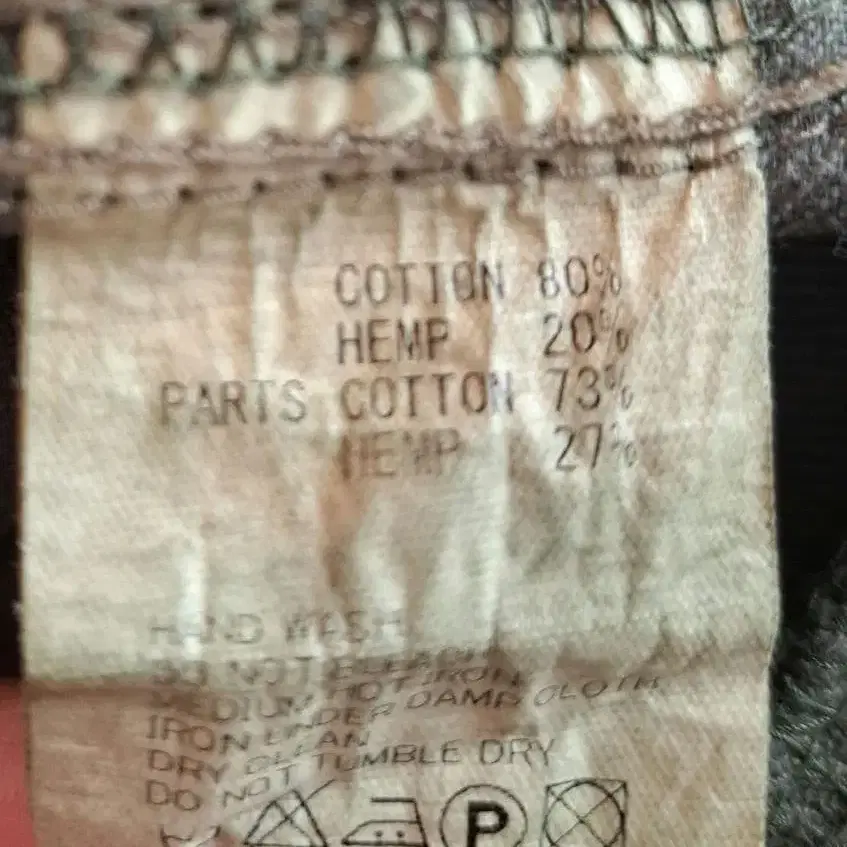 COTTON 80%
HEMP 20%
PARTS COTTON 73%
HEMP 27%
HAND WASH
DO NOT BLEACH
MEDIUM HOT IRON
IRON UNDER DAMP CLOTH
DRY CLEAN
DO NOT TUMBLE DRY
P